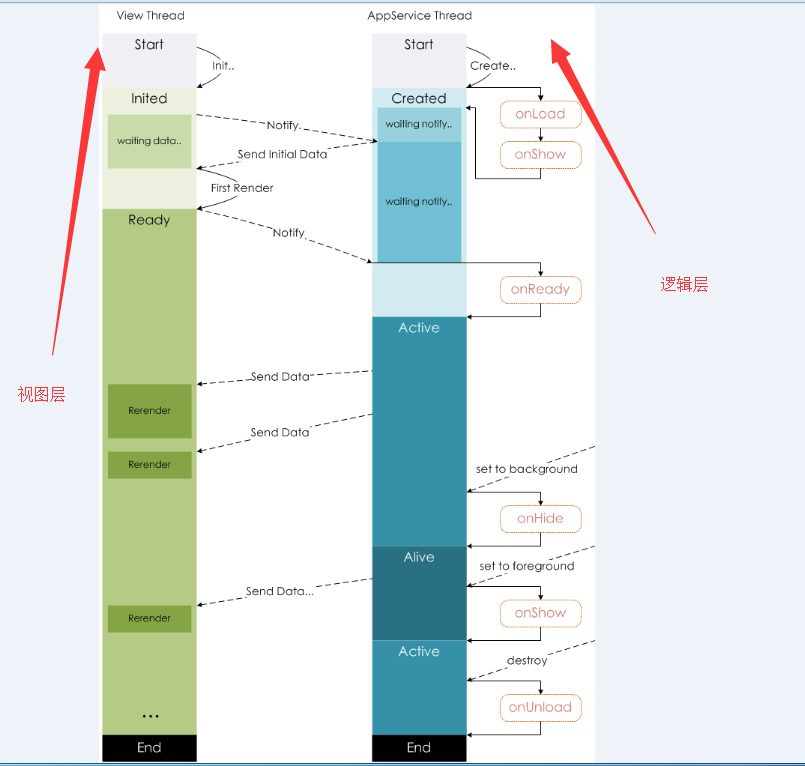 View Thread
AppService Thread
Start
Start
Init..
Create..
Inited
Created
onLoad
waiting notify..
Notify
waiting data..
Send Initial Data
onShow
First Render
waiting notify..
Ready
Notify
onReady
逻辑层
Active
Send Data
视图层
Rerender
Send Data
Rerender
set to background
onHide
Alive
set to foreground
Send Data...
onShow
Rerender
Active
destroy
onUnload
...
End
End